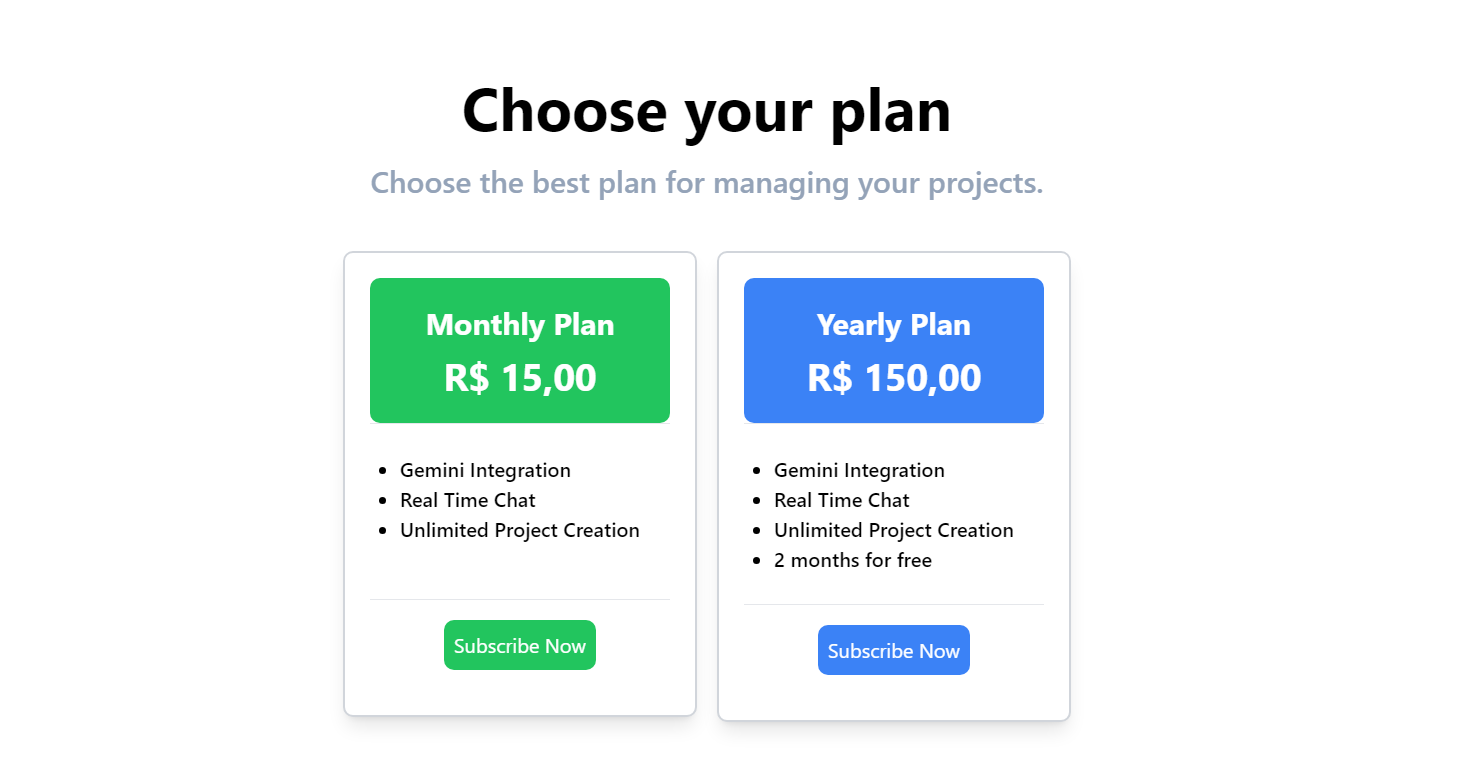 Choose your plan
Choose the best plan for managing your projects.
Monthly Plan
R$ 15,00
Gemini Integration
Real Time Chat
Unlimited Project Creation
Subscribe Now
Yearly Plan
R$ 150,00
Gemini Integration
Real Time Chat
Unlimited Project Creation
2 months for free
Subscribe Now